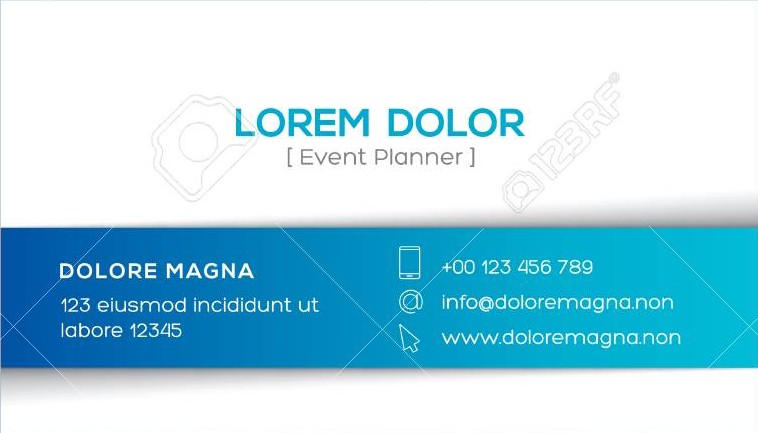 LOREM DOLOR
[ Event Planner ]
DOLORE MAGNA
123 eiusmod incididunt ut
labore 12345
+00 123 456 789
info@doloremagna.non
www.doloremagna.non
123RF